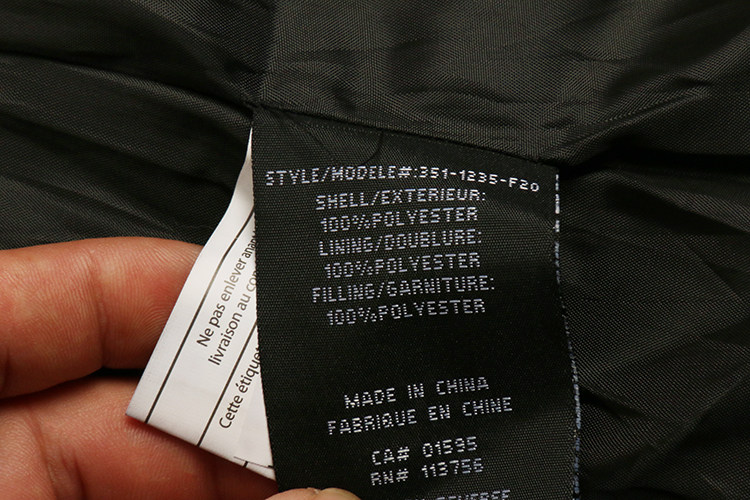 STYLE/MODELE#:351-1235-F20
SHELL/EXTERIEUR:
100%POLYESTER
LINING/DOUBLURE:
100%POLYESTER
FILLING/GARNITURE:
100%POLYESTER
MADE IN CHINA
FABRIQUE EN CHINE
CA# 01595
RN# 113756
Ne pas enlever
livraison au
Cette